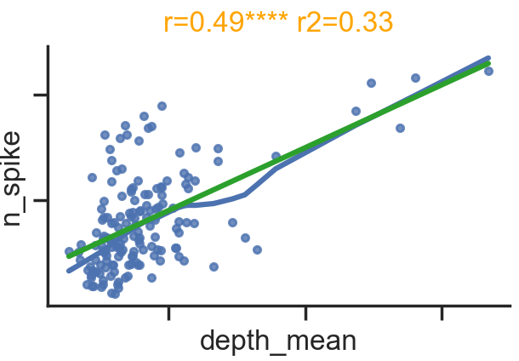 r=0.49**** r2=0.33
n_spike
depth_mean